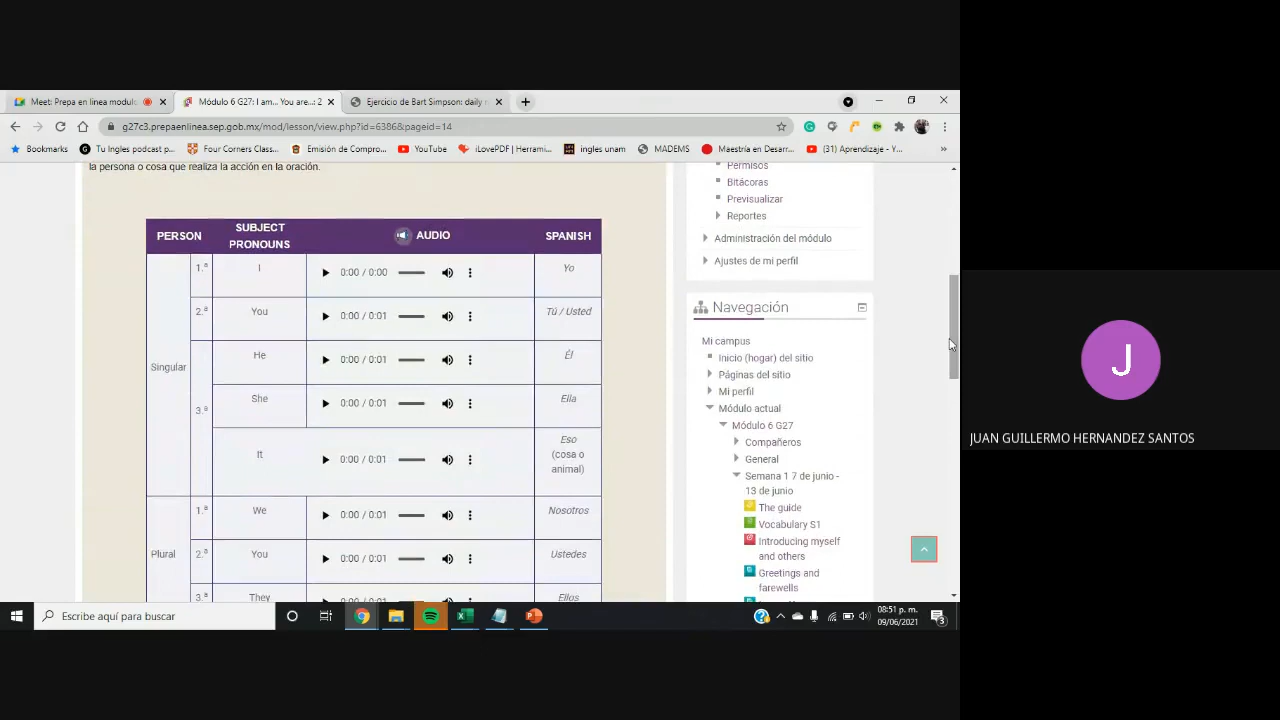 Meet: Prepa en linea modulo
Módulo 6 G27: I am... You are...: 2
Ejercicio de Bart Simpson: daily r
g27c3.prepaenlinea.sep.gob.mx/mod/lesson/view.php?id=6386&pageid=14
Bookmarks
Tu Ingles podcast p...
Four Corners Class...
Emisión de Compro...
YouTube
iLovePDF | Herrami...
ingles unam
MADEMS
Maestría en Desarr...
(31) Aprendizaje - Y...
»
la persona o cosa que realiza la acción en la oración.
PERSON
SUBJECT
PRONOUNS
AUDIO
SPANISH
Singular
1.ª
I
0:00 / 0:00
Yo
2.ª
You
0:00 / 0:01
Tú / Usted
3.ª
He
0:00 / 0:01
Él
She
0:00 / 0:01
Ella
It
0:00 / 0:01
Eso
(cosa o
animal)
Plural
1.ª
We
0:00 / 0:01
Nosotros
2.ª
You
0:00 / 0:01
Ustedes
3.ª
They
0:00 / 0:01
Ellos
Permisos
Bitácoras
Previsualizar
Reportes
Administración del módulo
Ajustes de mi perfil
Navegación
Mi campus
Inicio (hogar) del sitio
Páginas del sitio
Mi perfil
Módulo actual
Módulo 6 G27
Compañeros
General
Semana 1 7 de junio -
13 de junio
The guide
Vocabulary S1
Introducing myself
and others
Greetings and
farewells
Escribe aquí para buscar
08:51 p. m.
09/06/2021
3
J
JUAN GUILLERMO HERNANDEZ SANTOS